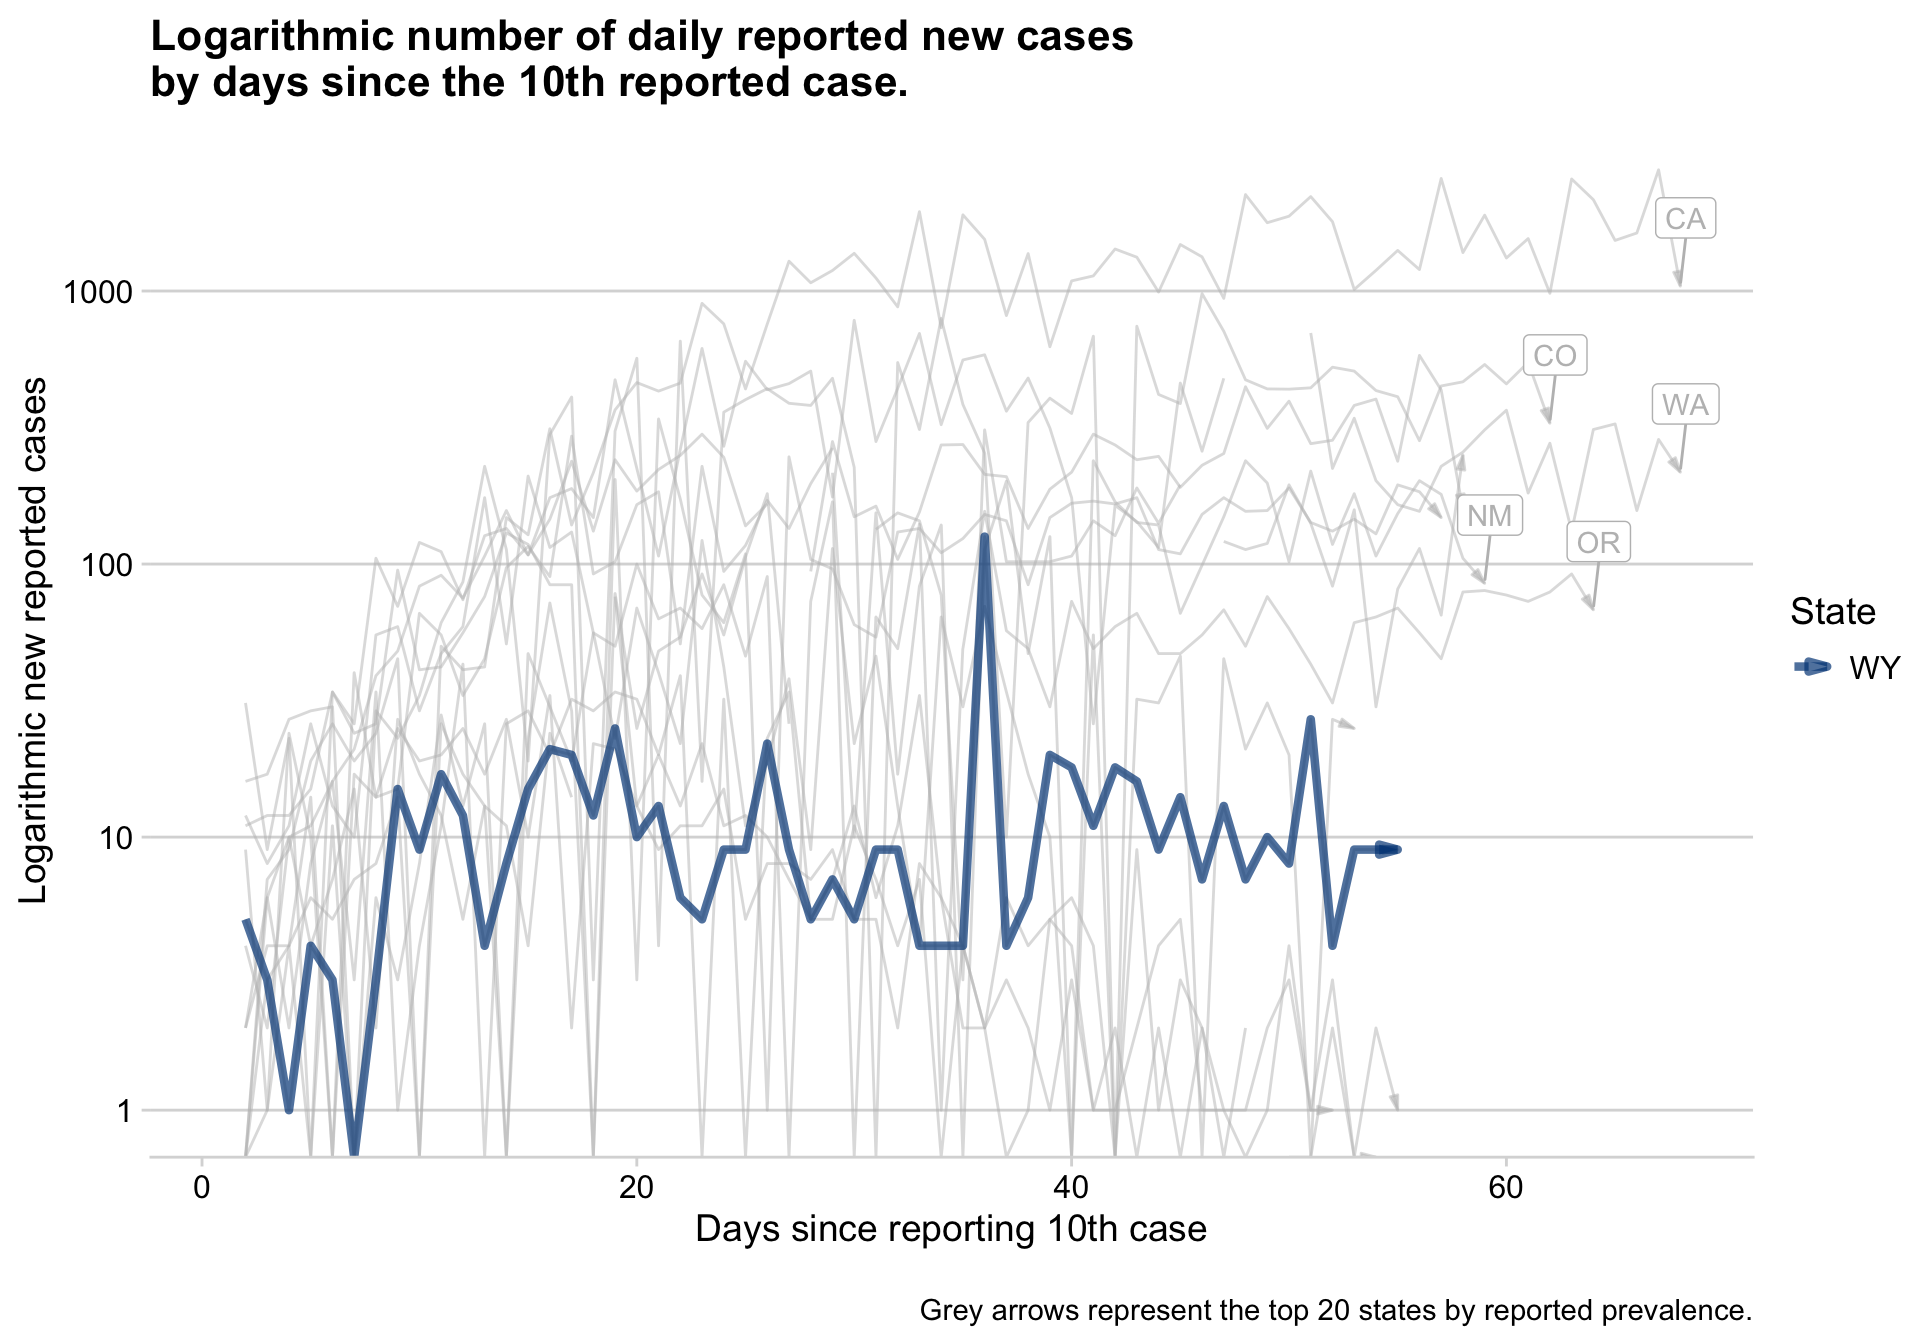 Logarithmic number of daily reported new cases
by days since the 10th reported case.
Logarithmic new reported cases
1000
100
10
1
CA
CO
WA
NM
OR
State
WY
0
20
40
60
Days since reporting 10th case
Grey arrows represent the top 20 states by reported prevalence.